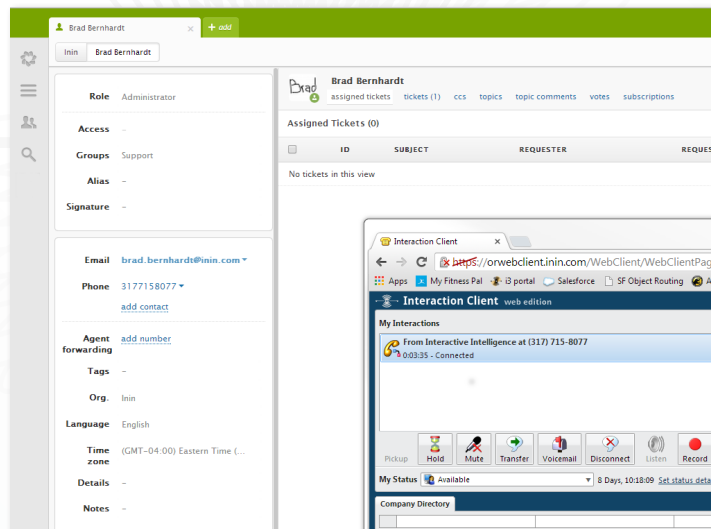 Brad Bernhardt × + add
Inin Brad Bernhardt
Role Administrator
Access –
Groups Support
Alias –
Signature –
Email brad.bernhardt@inin.com
Phone 3177158077
add contact
Agent forwarding add number
Tags –
Org. Inin
Language English
Time zone (GMT-04:00) Eastern Time (...
Details –
Notes –
Brad
Brad Bernhardt
assigned tickets tickets (1) ccs topics topic comments votes subscriptions
Assigned Tickets (0)
ID SUBJECT REQUESTER REQUES
No tickets in this view
Interaction Client ×
https://orwebclient.inin.com/WebClient/WebClientPag
Apps My Fitness Pal i3 portal Salesforce SF Object Routing A
Interaction Client web edition
My Interactions
From Interactive Intelligence at (317) 715-8077
0:03:35 - Connected
Pickup Hold Mute Transfer Voicemail Disconnect Listen Record
My Status Available 8 Days, 10:18:09 Set status deta
Company Directory